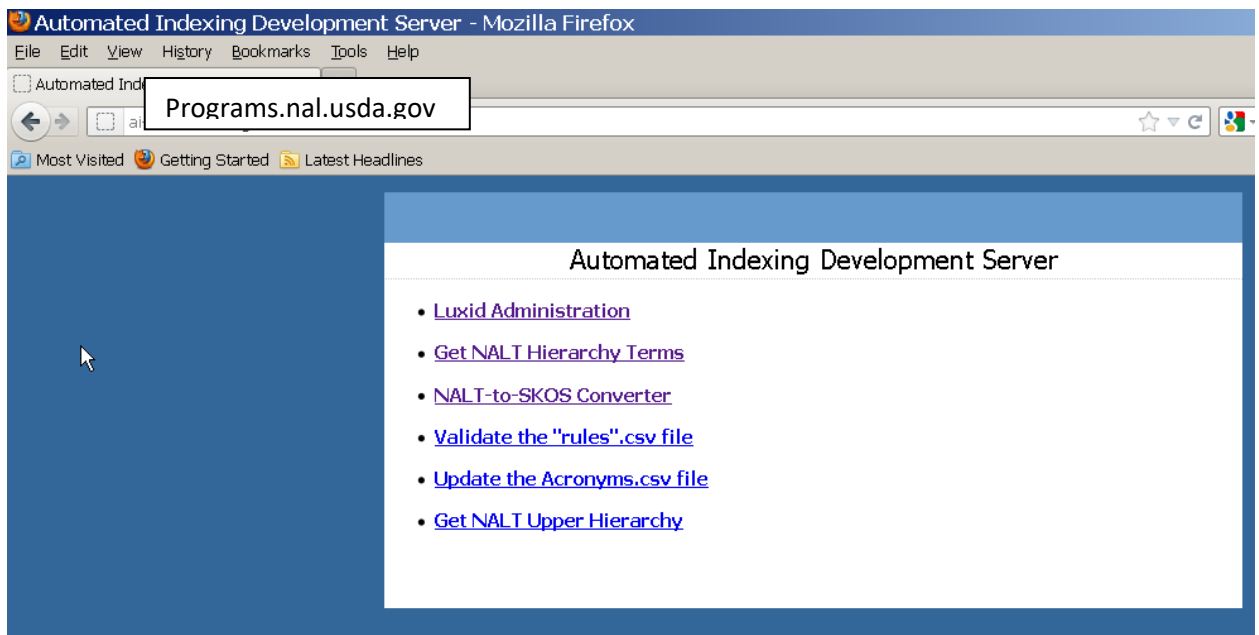 Automated Indexing Development Server - Mozilla Firefox
File Edit View History Bookmarks Tools Help
Automated Inde
Programs.nal.usda.gov
ai-
Most Visited Getting Started Latest Headlines
Automated Indexing Development Server
• Luxid Administration
• Get NALT Hierarchy Terms
• NALT-to-SKOS Converter
• Validate the "rules".csv file
• Update the Acronyms.csv file
• Get NALT Upper Hierarchy